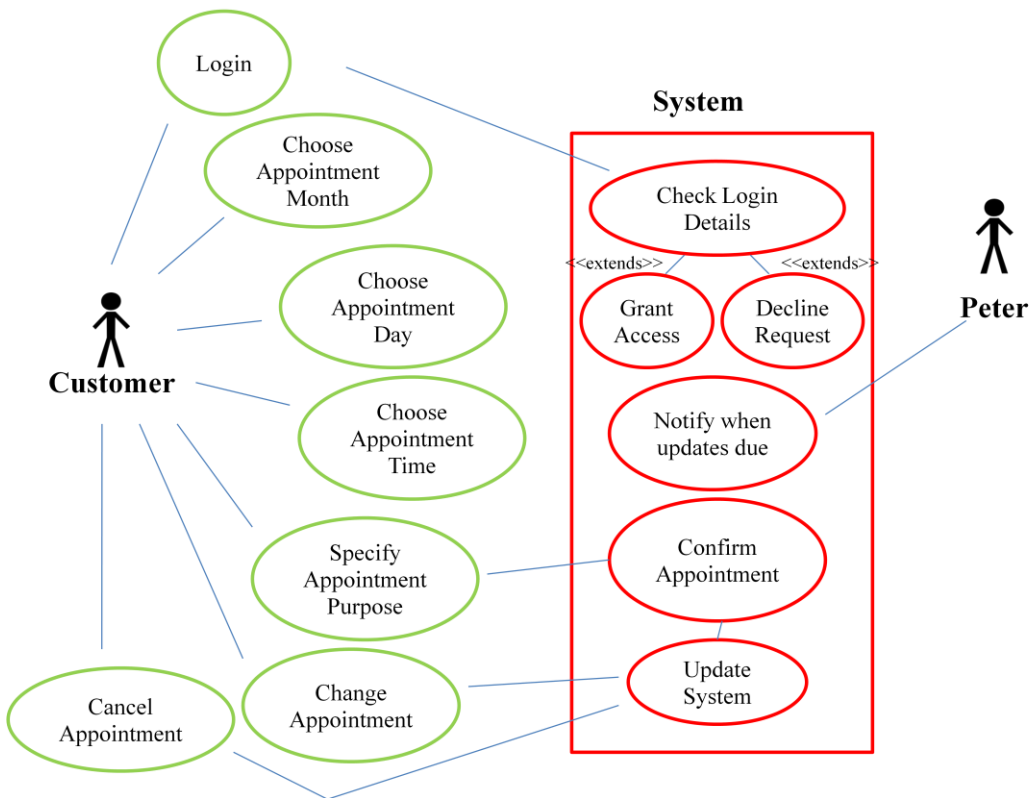 Login
System
Choose
Appointment
Month
Check Login
Details
<<extends>>
<<extends>>
Choose
Appointment
Day
Grant
Access
Decline
Request
Peter
Customer
Choose
Appointment
Time
Notify when
updates due
Specify
Appointment
Purpose
Confirm
Appointment
Cancel
Appointment
Change
Appointment
Update
System